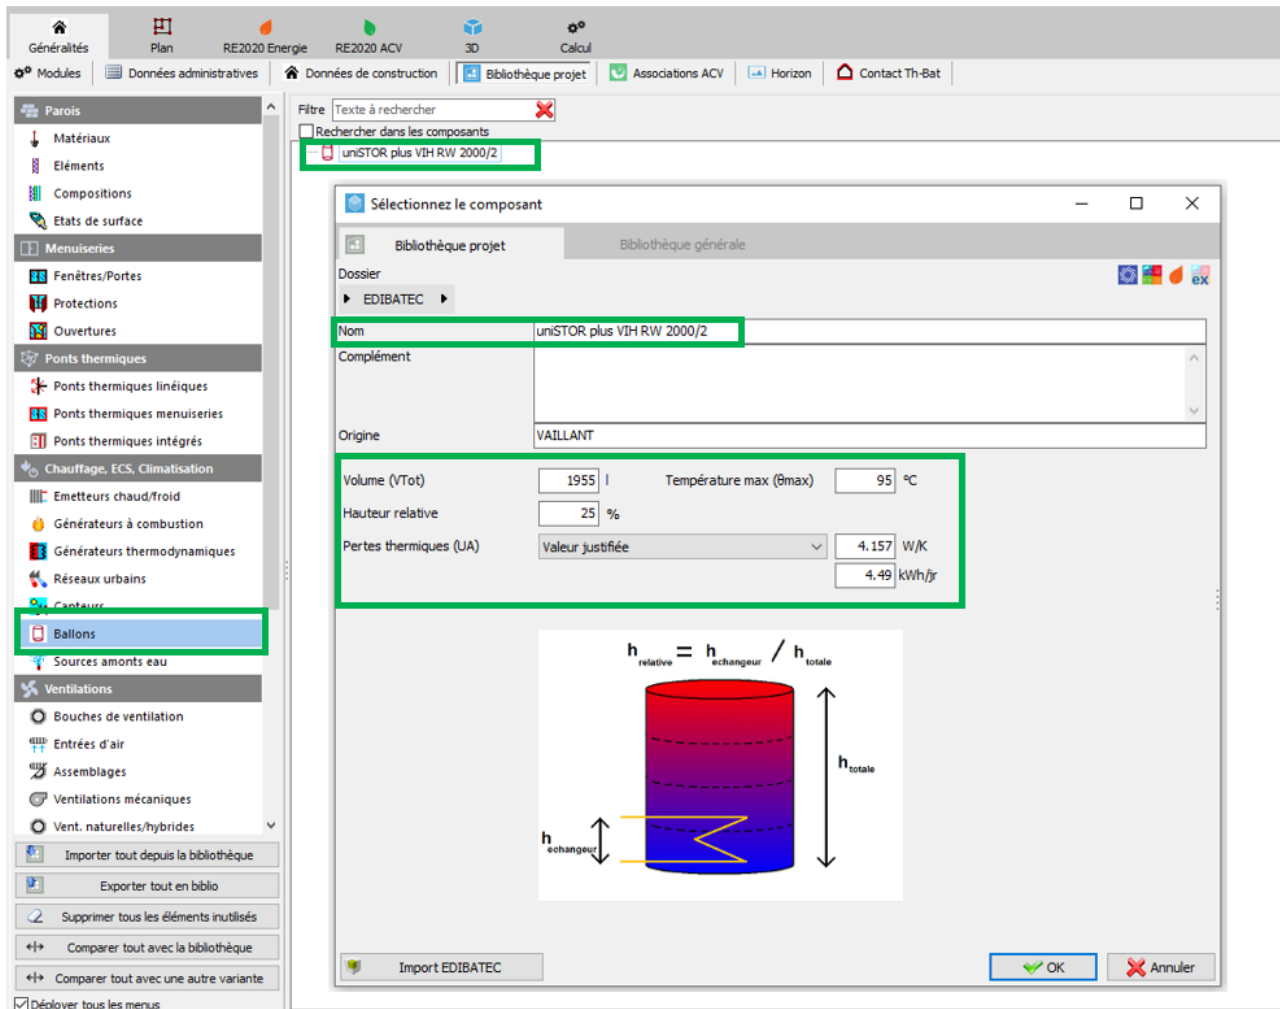 Généralités Plan RE2020 Energie RE2020 ACV 3D Calcul
Modules Données administratives Données de construction Bibliothèque projet Associations ACV Horizon Contact Th-Bat
Parois
Matériaux
Eléments
Compositions
Etats de surface
Menuiseries
Fenêtres/Portes
Protections
Ouvertures
Ponts thermiques
Ponts thermiques linéiques
Ponts thermiques menuiseries
Ponts thermiques intégrés
Chauffage, ECS, Climatisation
Emetteurs chaud/froid
Générateurs à combustion
Générateurs thermodynamiques
Réseaux urbains
Capteurs
Ballons
Sources amonts eau
Ventilations
Bouches de ventilation
Entrées d'air
Assemblages
Ventilations mécaniques
Vent. naturelles/hybrides
Importer tout depuis la bibliothèque
Exporter tout en biblio
Supprimer tous les éléments inutilisés
Comparer tout avec la bibliothèque
Comparer tout avec une autre variante
Déployer tous les menus
Filtre Texte à rechercher
Rechercher dans les composants
uniSTOR plus VIH RW 2000/2
Sélectionnez le composant
Bibliothèque projet Bibliothèque générale
Dossier
EDIBATEC
ex
Nom uniSTOR plus VIH RW 2000/2
Complément
Origine VAILLANT
Volume (VTot) 1955 l Température max (θmax) 95 °C
Hauteur relative 25 %
Pertes thermiques (UA) Valeur justifiée 4.157 W/K
4.49 kWh/jr
h relative = h echangeur / h totale
h totale
h echangeur
Import EDIBATEC OK Annuler